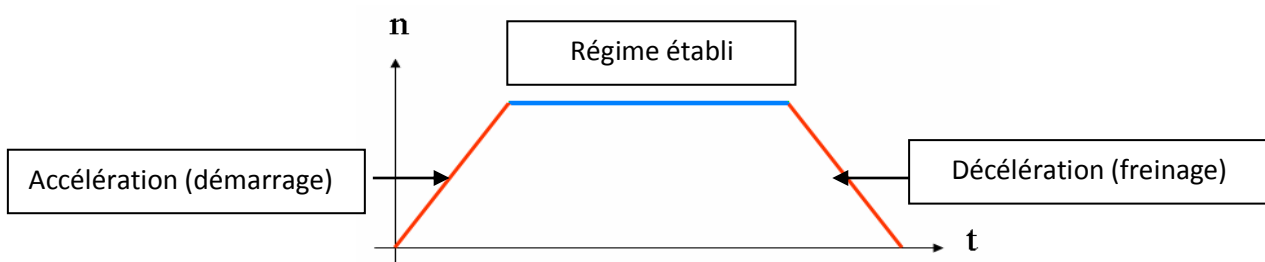 n
Régime établi
Accélération (démarrage)
Décélération (freinage)
t